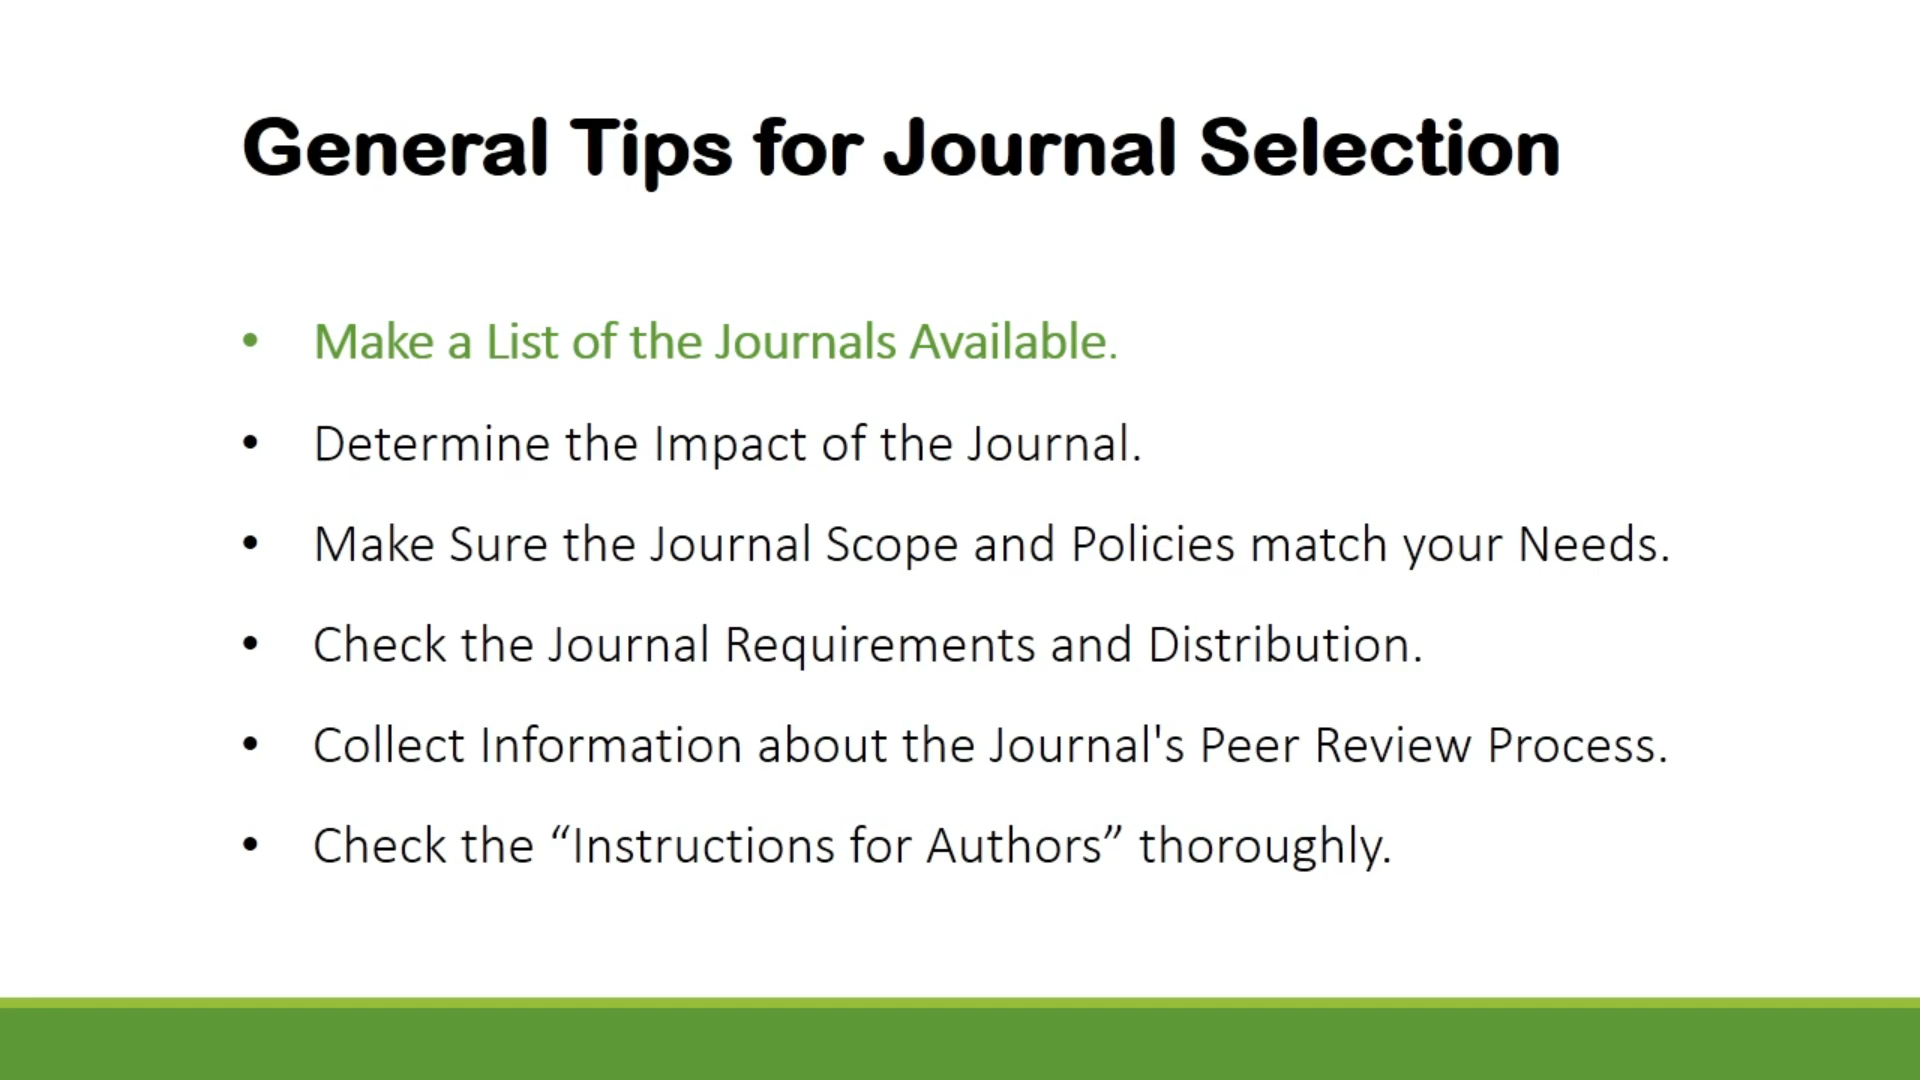 General Tips for Journal Selection
• Make a List of the Journals Available.
• Determine the Impact of the Journal.
• Make Sure the Journal Scope and Policies match your Needs.
• Check the Journal Requirements and Distribution.
• Collect Information about the Journal's Peer Review Process.
• Check the “Instructions for Authors” thoroughly.